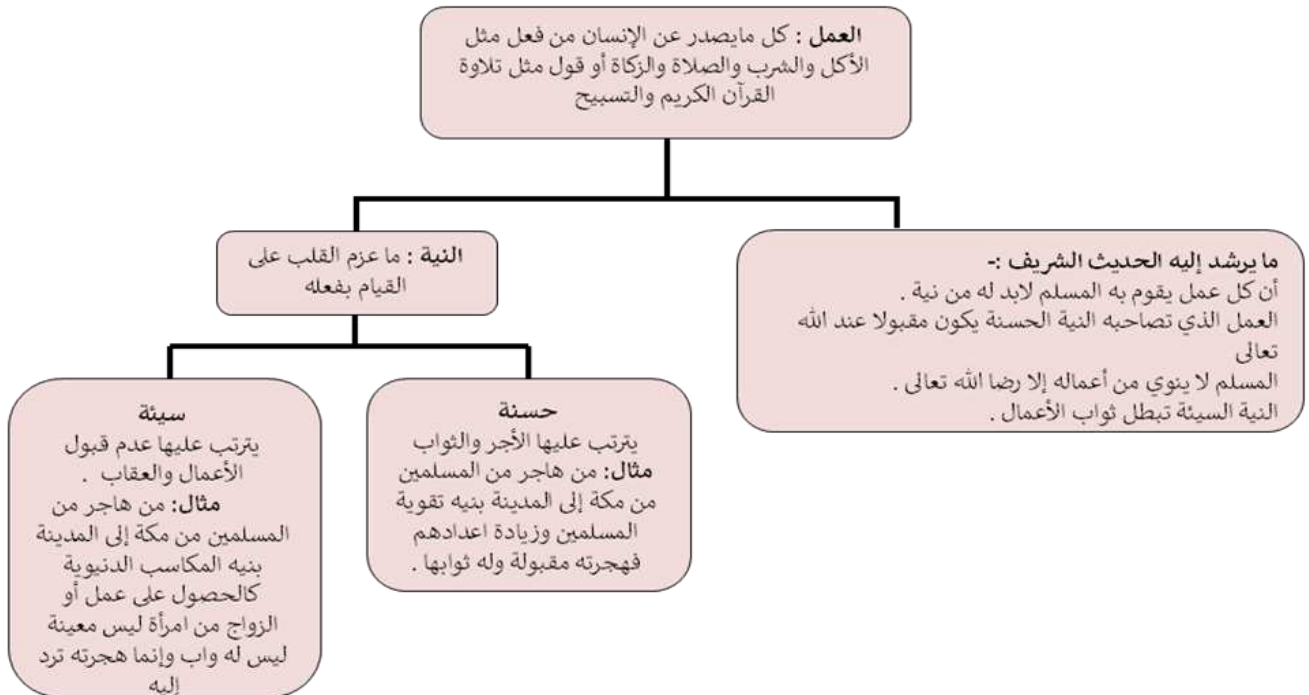 العمل : كل مايصدر عن الإنسان من فعل مثل
الأكل والشرب والصلاة والزكاة أو قول مثل تلاوة
القرآن الكريم والتسبيح
ما يرشد إليه الحديث الشريف :-
أن كل عمل يقوم به المسلم لابد له من نية .
العمل الذي تصاحبه النية الحسنة يكون مقبولا عند الله
تعالى
المسلم لا ينوي من أعماله إلا رضا الله تعالى .
النية السيئة تبطل ثواب الأعمال .
النية : ما عزم القلب على
القيام بفعله
حسنة
يترتب عليها الأجر والثواب
مثال: من هاجر من المسلمين
من مكة إلى المدينة بنيه تقوية
المسلمين وزيادة اعدادهم
فهجرته مقبولة وله ثوابها .
سيئة
يترتب عليها عدم قبول
الأعمال والعقاب .
مثال: من هاجر من
المسلمين من مكة إلى المدينة
بنيه المكاسب الدنيوية
كالحصول على عمل أو
الزواج من امرأة ليس معينة
ليس له واب وإنما هجرته ترد
إليه